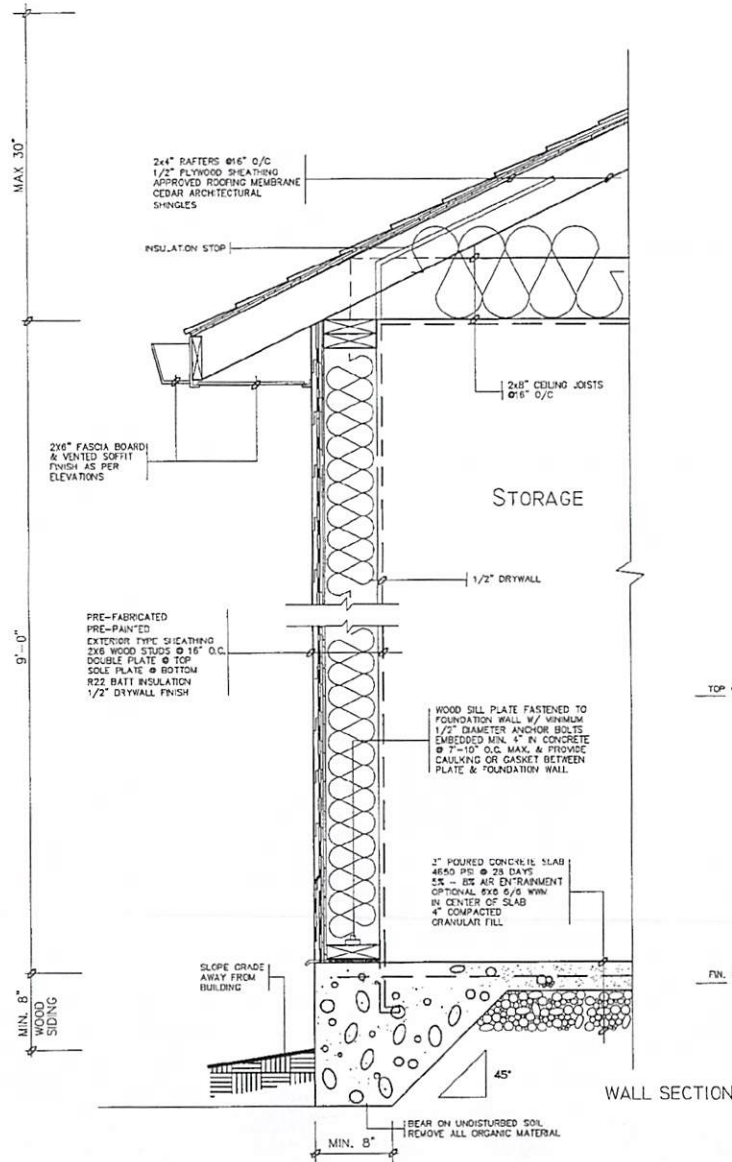 MAX 30"
2x4" RAFTERS @16" O/C
1/2" PLYWOOD SHEATHING
APPROVED ROOFING MEMBRANE
CEDAR ARCHITECTURAL
SHINGLES
INSULATION STOP
2x8" CEILING JOISTS
@16" O/C
2X6" FASCIA BOARD
& VENTED SOFFIT
FINISH AS PER
ELEVATIONS
STORAGE
1/2" DRYWALL
9'-0"
PRE-FABRICATED
PRE-PAINTED
EXTERIOR TYPE SHEATHING
2X6 WOOD STUDS @ 16" O.C.
DOUBLE PLATE @ TOP
SOLE PLATE @ BOTTOM
R22 BATT INSULATION
1/2" DRYWALL FINISH
TOP
WOOD SILL PLATE FASTENED TO
FOUNDATION WALL W/ MINIMUM
1/2" DIAMETER ANCHOR BOLTS
EMBEDDED MIN. 4" IN CONCRETE
@ 7'-10" O.C. MAX. & PROVIDE
CAULKING OR GASKET BETWEEN
PLATE & FOUNDATION WALL
POURED CONCRETE SLAB
4650 PSI @ 28 DAYS
5% - 8% AIR ENTRAINMENT
OPTIONAL 6X6 6/6 WWM
IN CENTER OF SLAB
4" COMPACTED
GRANULAR FILL
SLOPE GRADE
AWAY FROM
BUILDING
FIN.
MIN. 8"
WOOD
SIDING
45°
WALL SECTION
BEAR ON UNDISTURBED SOIL
REMOVE ALL ORGANIC MATERIAL
MIN. 8"